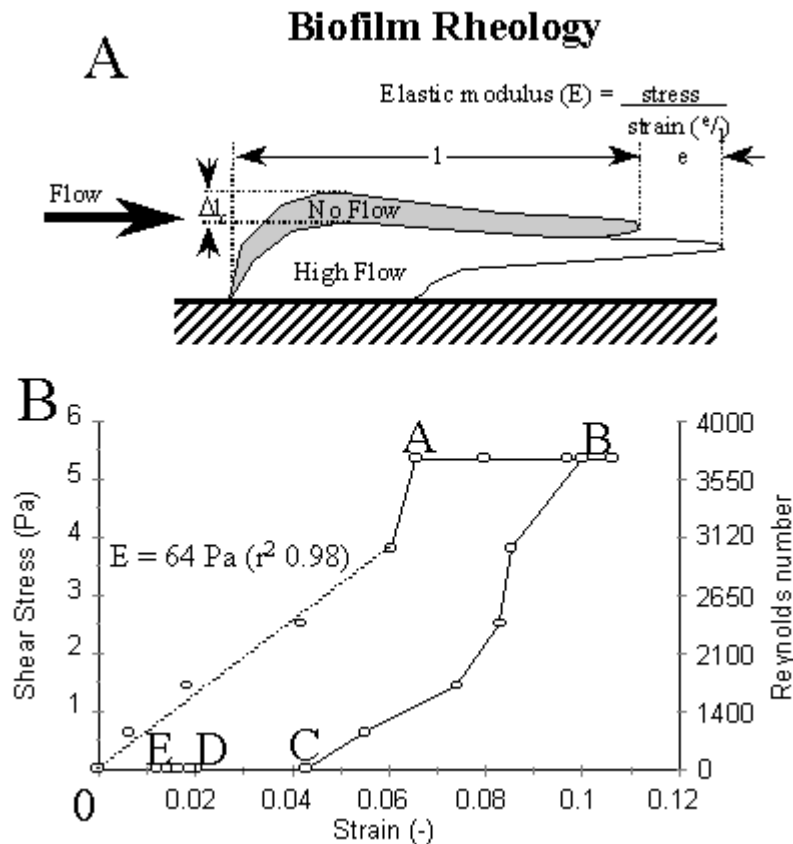 Biofilm Rheology
A
Elastic modulus (E) = stress
strain (e/l)
l
e
Flow
Δl
No Flow
High Flow
B
6
5
4
3
2
1
0
Shear Stress (Pa)
E = 64 Pa (r² 0.98)
A
B
C
D
E
4000
3700
3120
2650
2100
1400
0
Reynolds number
0.02
0.04
0.06
0.08
0.1
0.12
Strain (-)